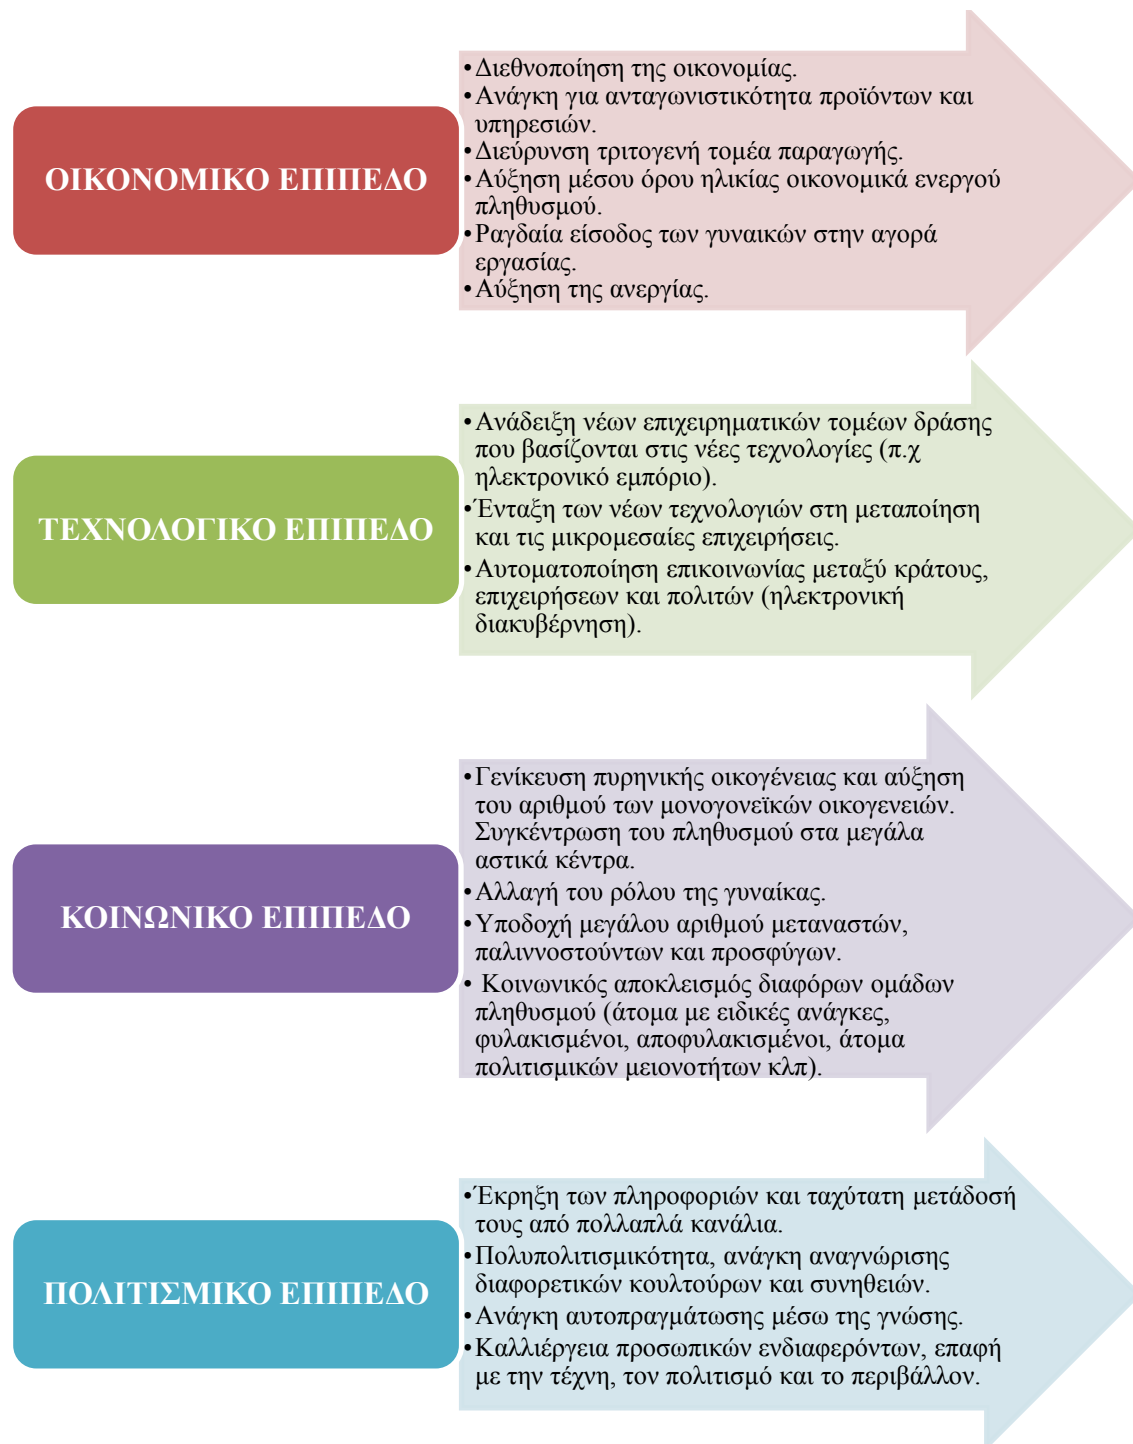 ΟΙΚΟΝΟΜΙΚΟ ΕΠΙΠΕΔΟ
•Διεθνοποίηση της οικονομίας.
•Ανάγκη για ανταγωνιστικότητα προϊόντων και
υπηρεσιών.
•Διεύρυνση τριτογενή τομέα παραγωγής.
•Αύξηση μέσου όρου ηλικίας οικονομικά ενεργού
πληθυσμού.
•Ραγδαία είσοδος των γυναικών στην αγορά
εργασίας.
•Αύξηση της ανεργίας.
ΤΕΧΝΟΛΟΓΙΚΟ ΕΠΙΠΕΔΟ
•Ανάδειξη νέων επιχειρηματικών τομέων δράσης
που βασίζονται στις νέες τεχνολογίες (π.χ
ηλεκτρονικό εμπόριο).
•Ένταξη των νέων τεχνολογιών στη μεταποίηση
και τις μικρομεσαίες επιχειρήσεις.
•Αυτοματοποίηση επικοινωνίας μεταξύ κράτους,
επιχειρήσεων και πολιτών (ηλεκτρονική
διακυβέρνηση).
ΚΟΙΝΩΝΙΚΟ ΕΠΙΠΕΔΟ
•Γενίκευση πυρηνικής οικογένειας και αύξηση
του αριθμού των μονογονεϊκών οικογενειών.
Συγκέντρωση του πληθυσμού στα μεγάλα
αστικά κέντρα.
•Αλλαγή του ρόλου της γυναίκας.
•Υποδοχή μεγάλου αριθμού μεταναστών,
παλιννοστούντων και προσφύγων.
• Κοινωνικός αποκλεισμός διαφόρων ομάδων
πληθυσμού (άτομα με ειδικές ανάγκες,
φυλακισμένοι, αποφυλακισμένοι, άτομα
πολιτισμικών μειονοτήτων κλπ).
ΠΟΛΙΤΙΣΜΙΚΟ ΕΠΙΠΕΔΟ
•Έκρηξη των πληροφοριών και ταχύτατη μετάδοσή
τους από πολλαπλά κανάλια.
•Πολυπολιτισμικότητα, ανάγκη αναγνώρισης
διαφορετικών κουλτούρων και συνηθειών.
•Ανάγκη αυτοπραγμάτωσης μέσω της γνώσης.
•Καλλιέργεια προσωπικών ενδιαφερόντων, επαφή
με την τέχνη, τον πολιτισμό και το περιβάλλον.